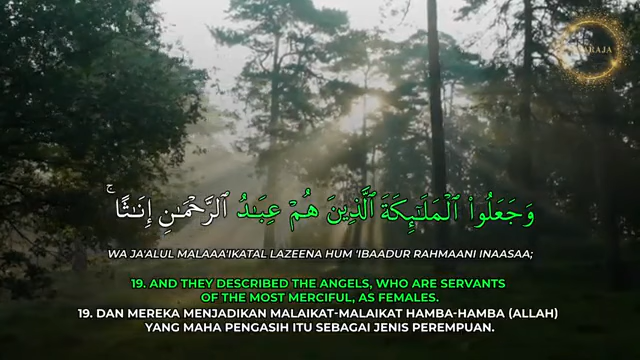 وَجَعَلُوا۟ ٱلْمَلَـٰٓئِكَةَ ٱلَّذِينَ هُمْ عِبَـٰدُ ٱلرَّحْمَـٰنِ إِنَـٰثًا ۚ
WA JA'ALUL MALAAA'IKATAL LAZEENA HUM 'IBAADUR RAHMAANI INAASAA;
19. AND THEY DESCRIBED THE ANGELS, WHO ARE SERVANTS
OF THE MOST MERCIFUL, AS FEMALES.
19. DAN MEREKA MENJADIKAN MALAIKAT-MALAIKAT HAMBA-HAMBA (ALLAH)
YANG MAHA PENGASIH ITU SEBAGAI JENIS PEREMPUAN.